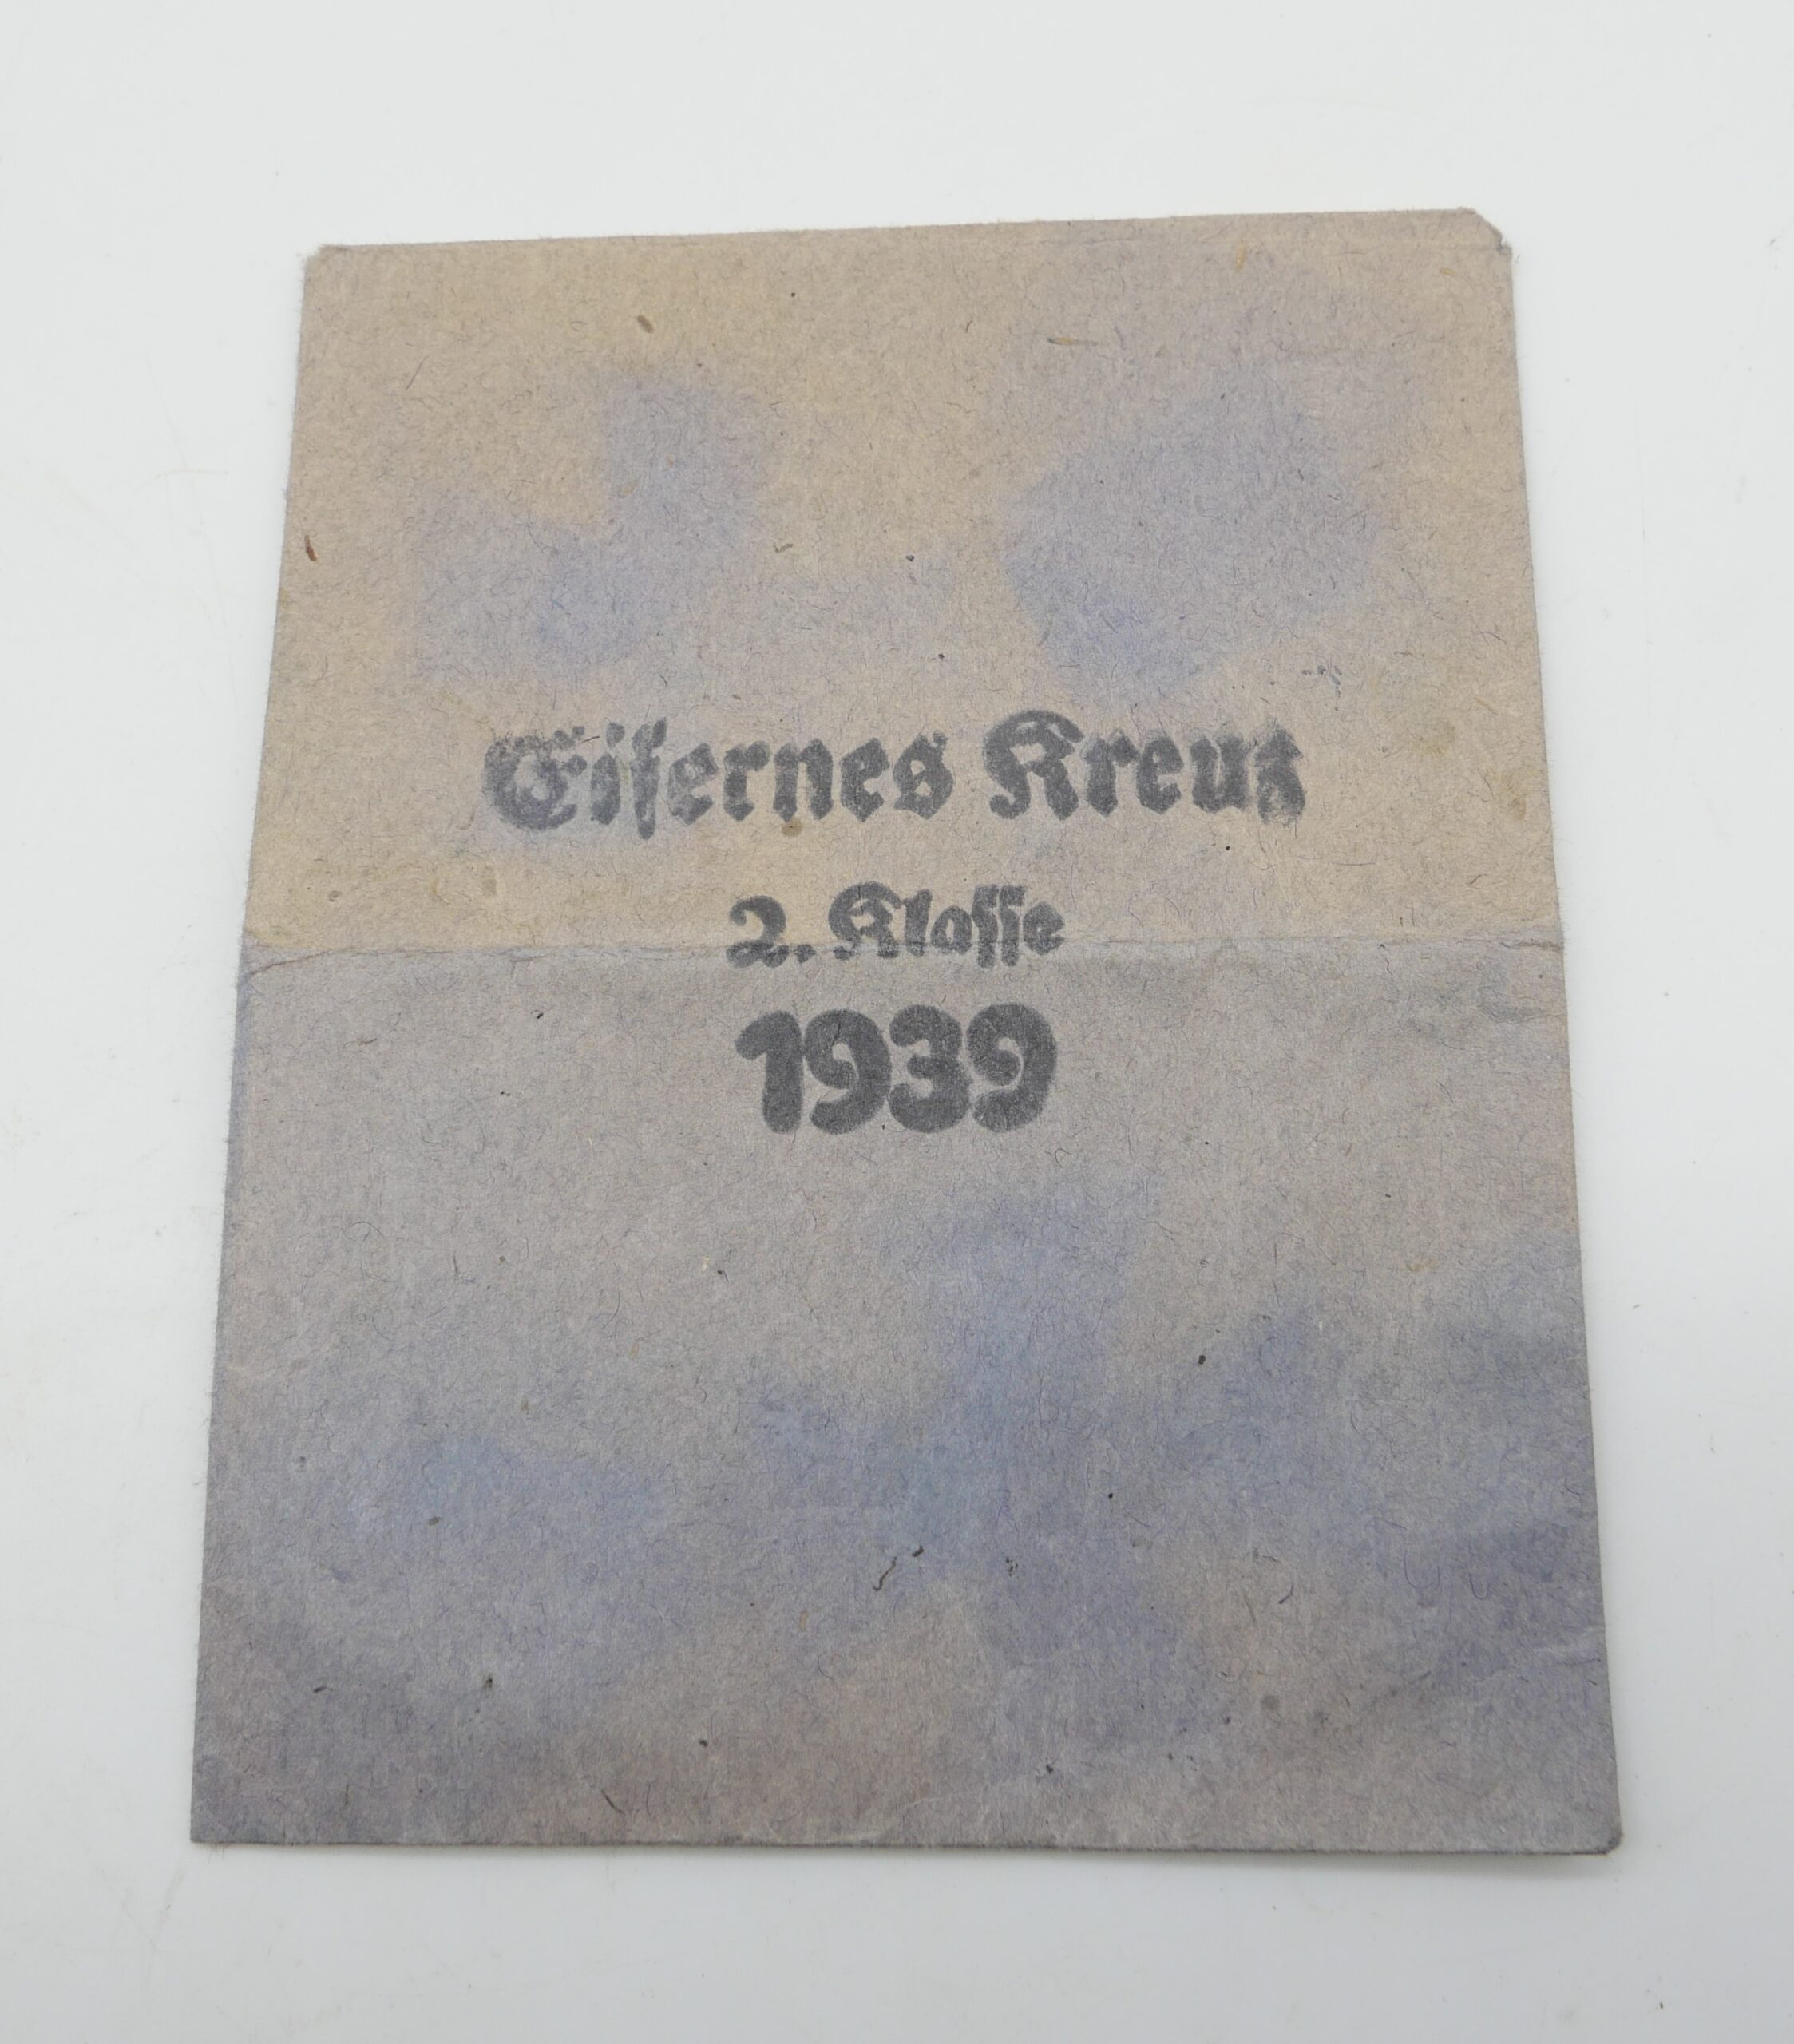 Eiſernes Kreuz
2. Klaſſe
1939